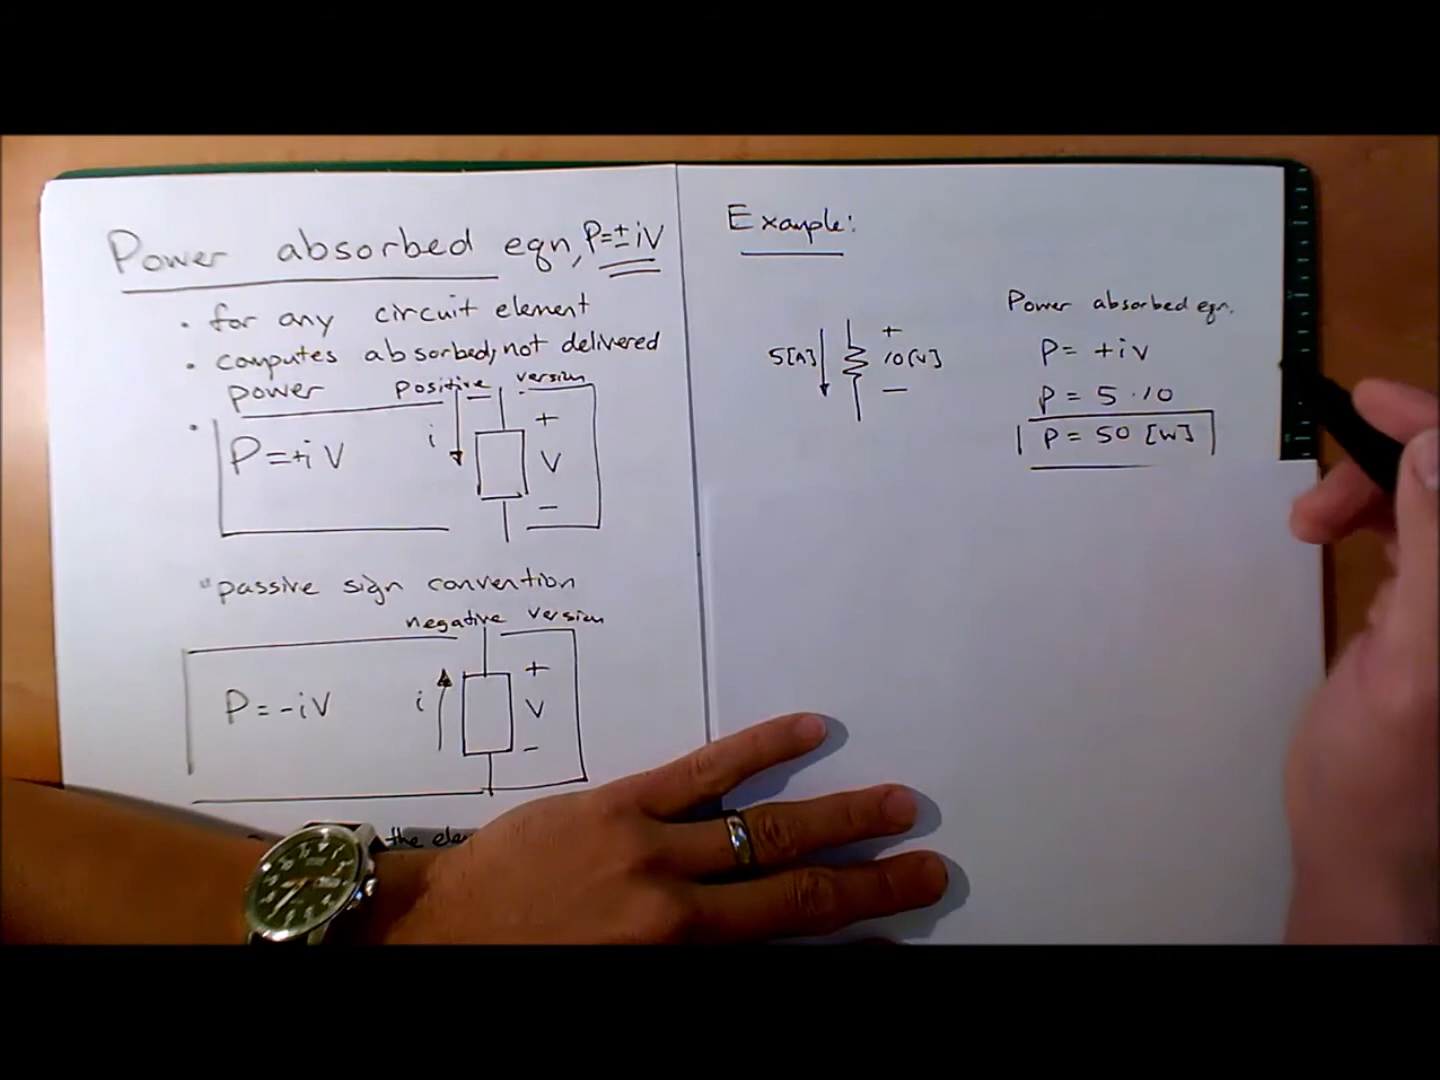 Power absorbed eqn, P=±iV
• for any circuit element
• computes absorbed, not delivered
power
positive version
P=+iV
i
+
V
-
"passive sign convention
negative version
P=-iV
i
+
V
-
the
Example:
5[A]
+
10[V]
-
Power absorbed eqn.
P= +iv
P= 5·10
P= 50 [W]